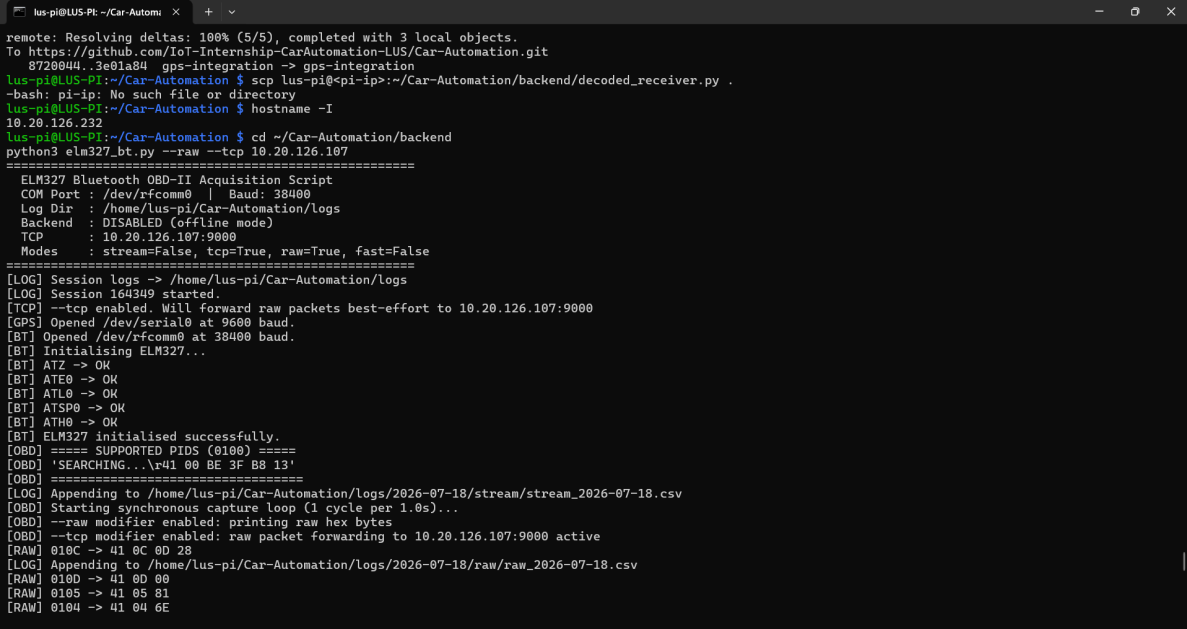 lus-pi@LUS-PI: ~/Car-Automa
remote: Resolving deltas: 100% (5/5), completed with 3 local objects.
To https://github.com/IoT-Internship-CarAutomation-LUS/Car-Automation.git
   8720044..3e01a84  gps-integration -> gps-integration
lus-pi@LUS-PI:~/Car-Automation $ scp lus-pi@<pi-ip>:~/Car-Automation/backend/decoded_receiver.py .
-bash: pi-ip: No such file or directory
lus-pi@LUS-PI:~/Car-Automation $ hostname -I
10.20.126.232
lus-pi@LUS-PI:~/Car-Automation $ cd ~/Car-Automation/backend
python3 elm327_bt.py --raw --tcp 10.20.126.107
=======================================================
  ELM327 Bluetooth OBD-II Acquisition Script
  COM Port : /dev/rfcomm0  |  Baud: 38400
  Log Dir  : /home/lus-pi/Car-Automation/logs
  Backend  : DISABLED (offline mode)
  TCP      : 10.20.126.107:9000
  Modes    : stream=False, tcp=True, raw=True, fast=False
=======================================================
[LOG] Session logs -> /home/lus-pi/Car-Automation/logs
[LOG] Session 164349 started.
[TCP] --tcp enabled. Will forward raw packets best-effort to 10.20.126.107:9000
[GPS] Opened /dev/serial0 at 9600 baud.
[BT] Opened /dev/rfcomm0 at 38400 baud.
[BT] Initialising ELM327...
[BT] ATZ -> OK
[BT] ATE0 -> OK
[BT] ATL0 -> OK
[BT] ATSP0 -> OK
[BT] ATH0 -> OK
[BT] ELM327 initialised successfully.
[OBD] ===== SUPPORTED PIDS (0100) =====
[OBD] 'SEARCHING...\r41 00 BE 3F B8 13'
[OBD] ==================================
[LOG] Appending to /home/lus-pi/Car-Automation/logs/2026-07-18/stream/stream_2026-07-18.csv
[OBD] Starting synchronous capture loop (1 cycle per 1.0s)...
[OBD] --raw modifier enabled: printing raw hex bytes
[OBD] --tcp modifier enabled: raw packet forwarding to 10.20.126.107:9000 active
[RAW] 010C -> 41 0C 0D 28
[LOG] Appending to /home/lus-pi/Car-Automation/logs/2026-07-18/raw/raw_2026-07-18.csv
[RAW] 010D -> 41 0D 00
[RAW] 0105 -> 41 05 81
[RAW] 0104 -> 41 04 6E